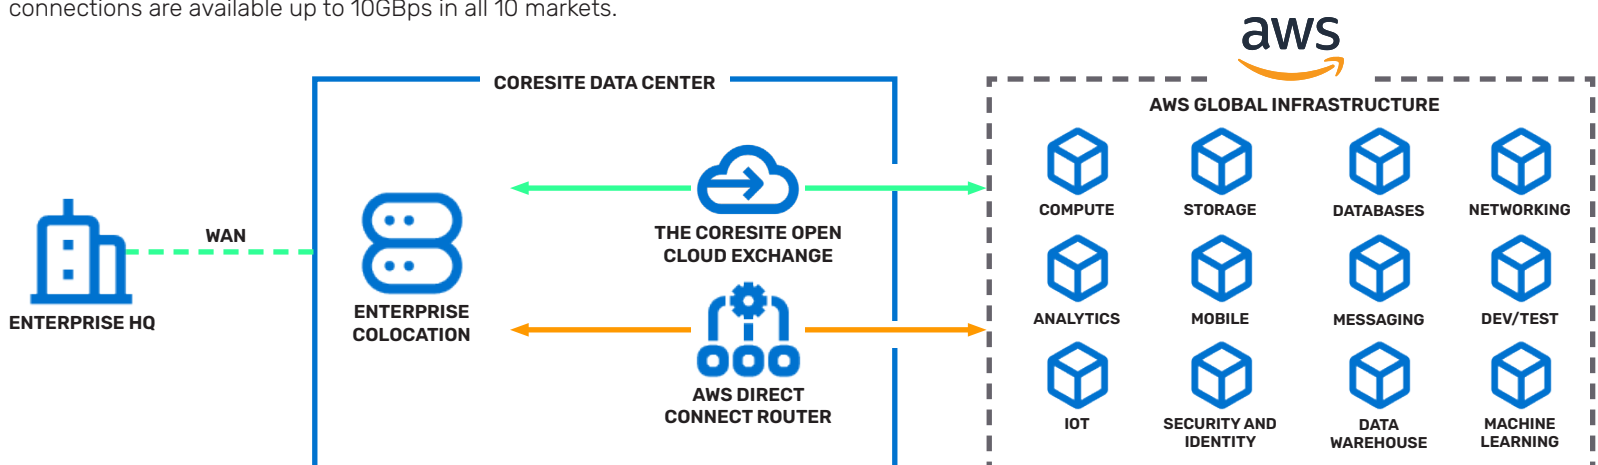 connections are available up to 10GBps in all 10 markets.
aws
CORESITE DATA CENTER
AWS GLOBAL INFRASTRUCTURE
COMPUTE
STORAGE
DATABASES
NETWORKING
WAN
THE CORESITE OPEN
CLOUD EXCHANGE
ENTERPRISE HQ
ENTERPRISE
COLOCATION
ANALYTICS
MOBILE
MESSAGING
DEV/TEST
AWS DIRECT
CONNECT ROUTER
IOT
SECURITY AND
IDENTITY
DATA
WAREHOUSE
MACHINE
LEARNING